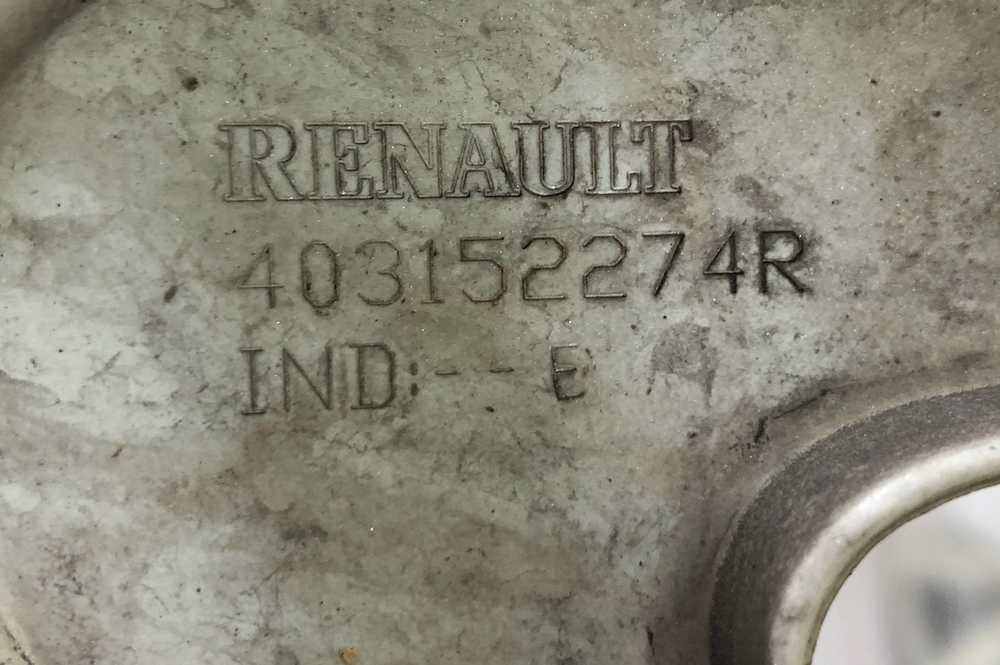 RENAULT
403152274R
IND:-- E